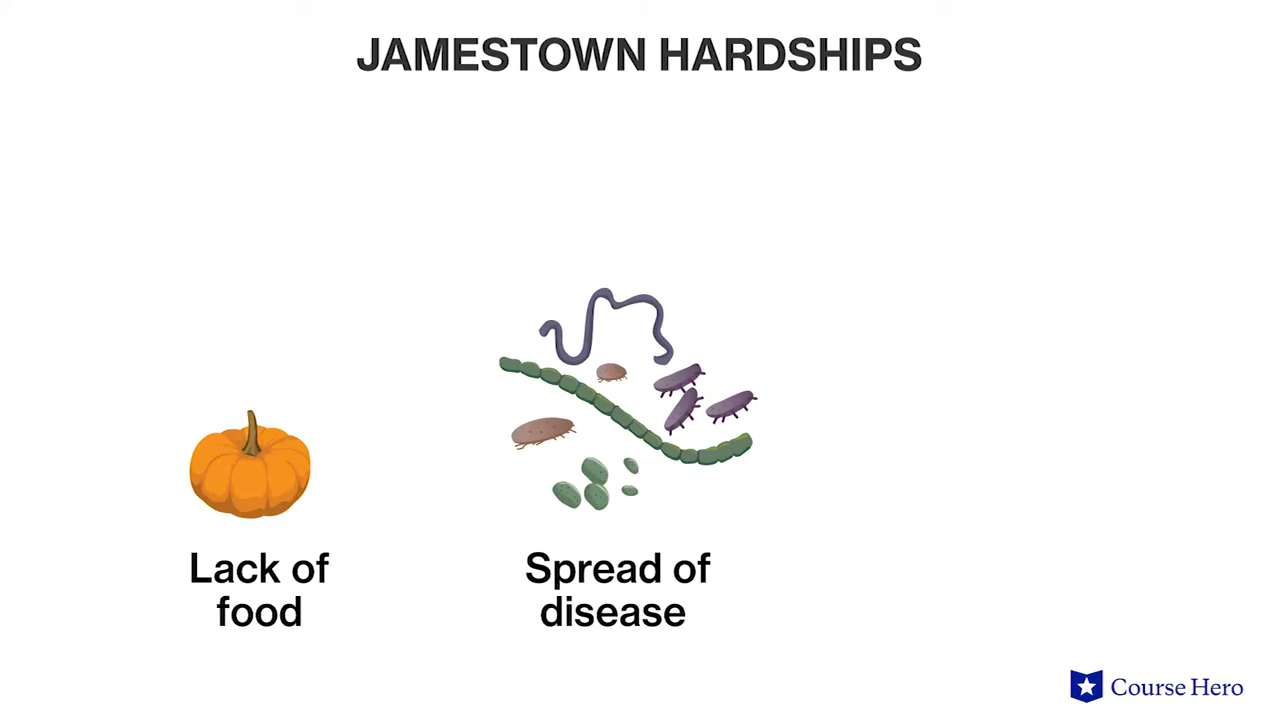 JAMESTOWN HARDSHIPS
Lack of
food
Spread of
disease
Course Hero